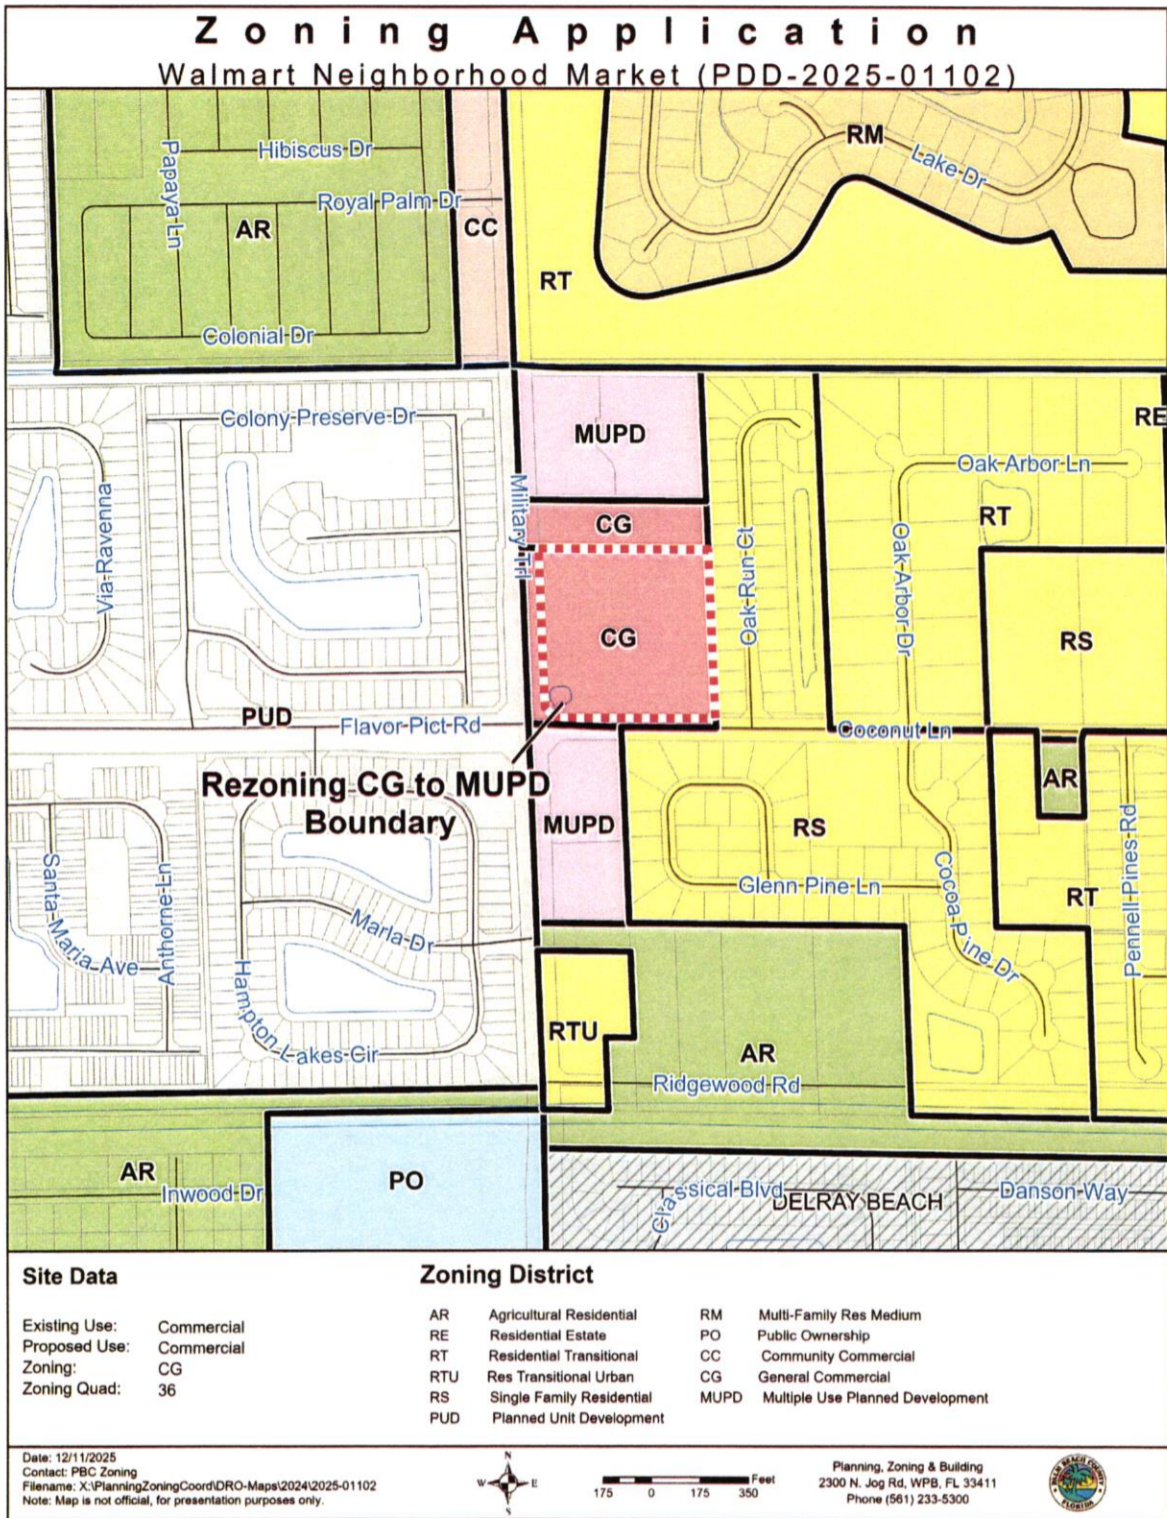 Zoning Application
Walmart Neighborhood Market (PDD-2025-01102)
Hibiscus Dr
Papaya Ln
Royal Palm Dr
AR
CC
Colonial Dr
RM
Lake Dr
RT
Colony Preserve Dr
Via Ravenna
Military Trl
MUPD
CG
CG
Oak Run Ct
Oak Arbor Ln
Oak Arbor Dr
RT
RE
RS
PUD
Flavor Pict Rd
Coconut Ln
Rezoning CG to MUPD
Boundary
MUPD
RS
AR
Glenn Pine Ln
Cocoa Pine Dr
RT
Pennell Pines Rd
Santa Maria Ave
Anthorne Ln
Marla Dr
Hampton Lakes Cir
RTU
AR
Ridgewood Rd
AR
Inwood Dr
PO
Classical Blvd
DELRAY BEACH
Danson Way
Site Data
Existing Use: Commercial
Proposed Use: Commercial
Zoning: CG
Zoning Quad: 36
Zoning District
AR Agricultural Residential
RE Residential Estate
RT Residential Transitional
RTU Res Transitional Urban
RS Single Family Residential
PUD Planned Unit Development
RM Multi-Family Res Medium
PO Public Ownership
CC Community Commercial
CG General Commercial
MUPD Multiple Use Planned Development
Date: 12/11/2025
Contact: PBC Zoning
Filename: X:\PlanningZoningCoord\DRO-Maps\2024\2025-01102
Note: Map is not official, for presentation purposes only.
N
W E
S
Feet
175 0 175 350
Planning, Zoning & Building
2300 N. Jog Rd, WPB, FL 33411
Phone (561) 233-5300
PALM BEACH COUNTY
FLORIDA